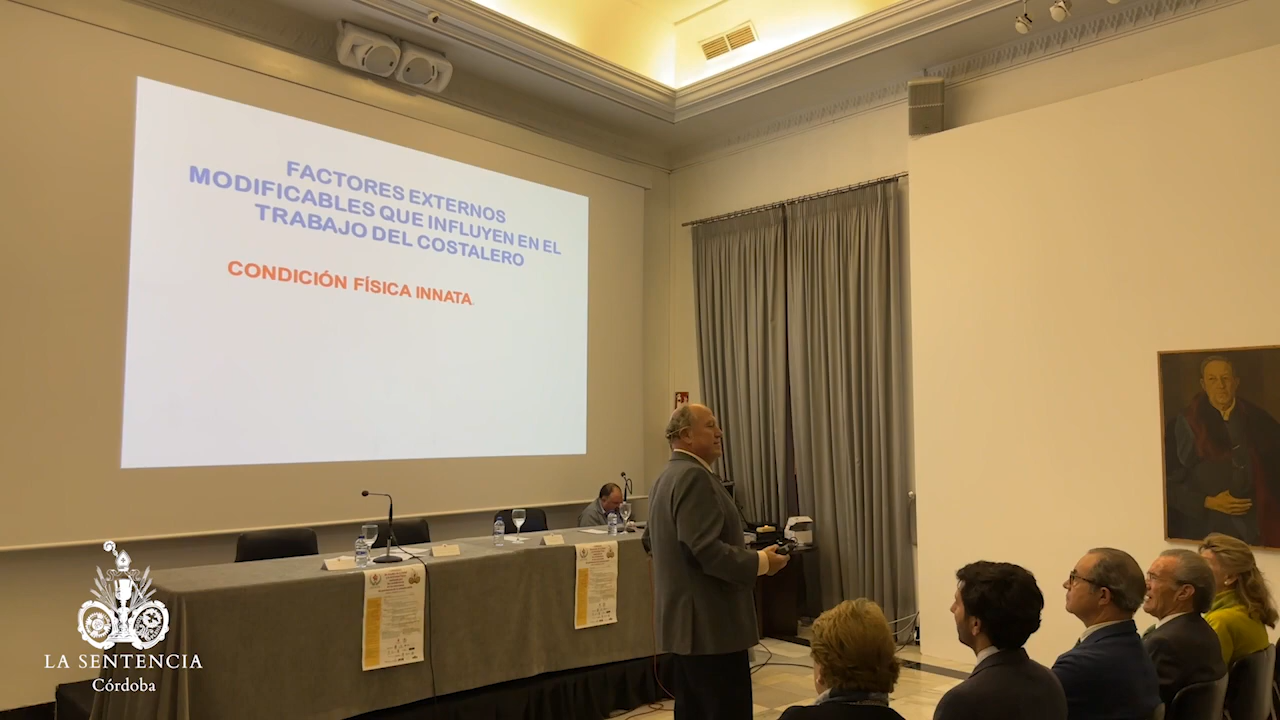 FACTORES EXTERNOS
MODIFICABLES QUE INFLUYEN EN EL
TRABAJO DEL COSTALERO
CONDICIÓN FÍSICA INNATA
LA SENTENCIA
Córdoba